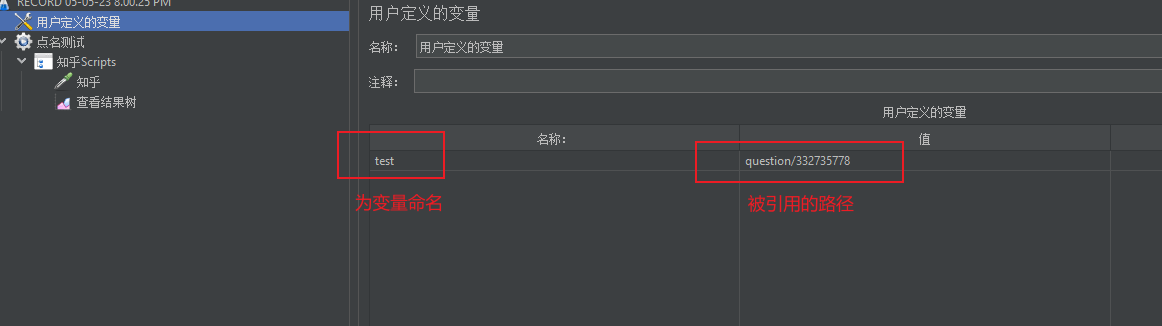 RECORD 05-05-23 8.00.25 PM
用户定义的变量
点名测试
知乎Scripts
知乎
查看结果树
用户定义的变量
名称：
用户定义的变量
注释：
用户定义的变量
名称：
值
test
question/332735778
为变量命名
被引用的路径